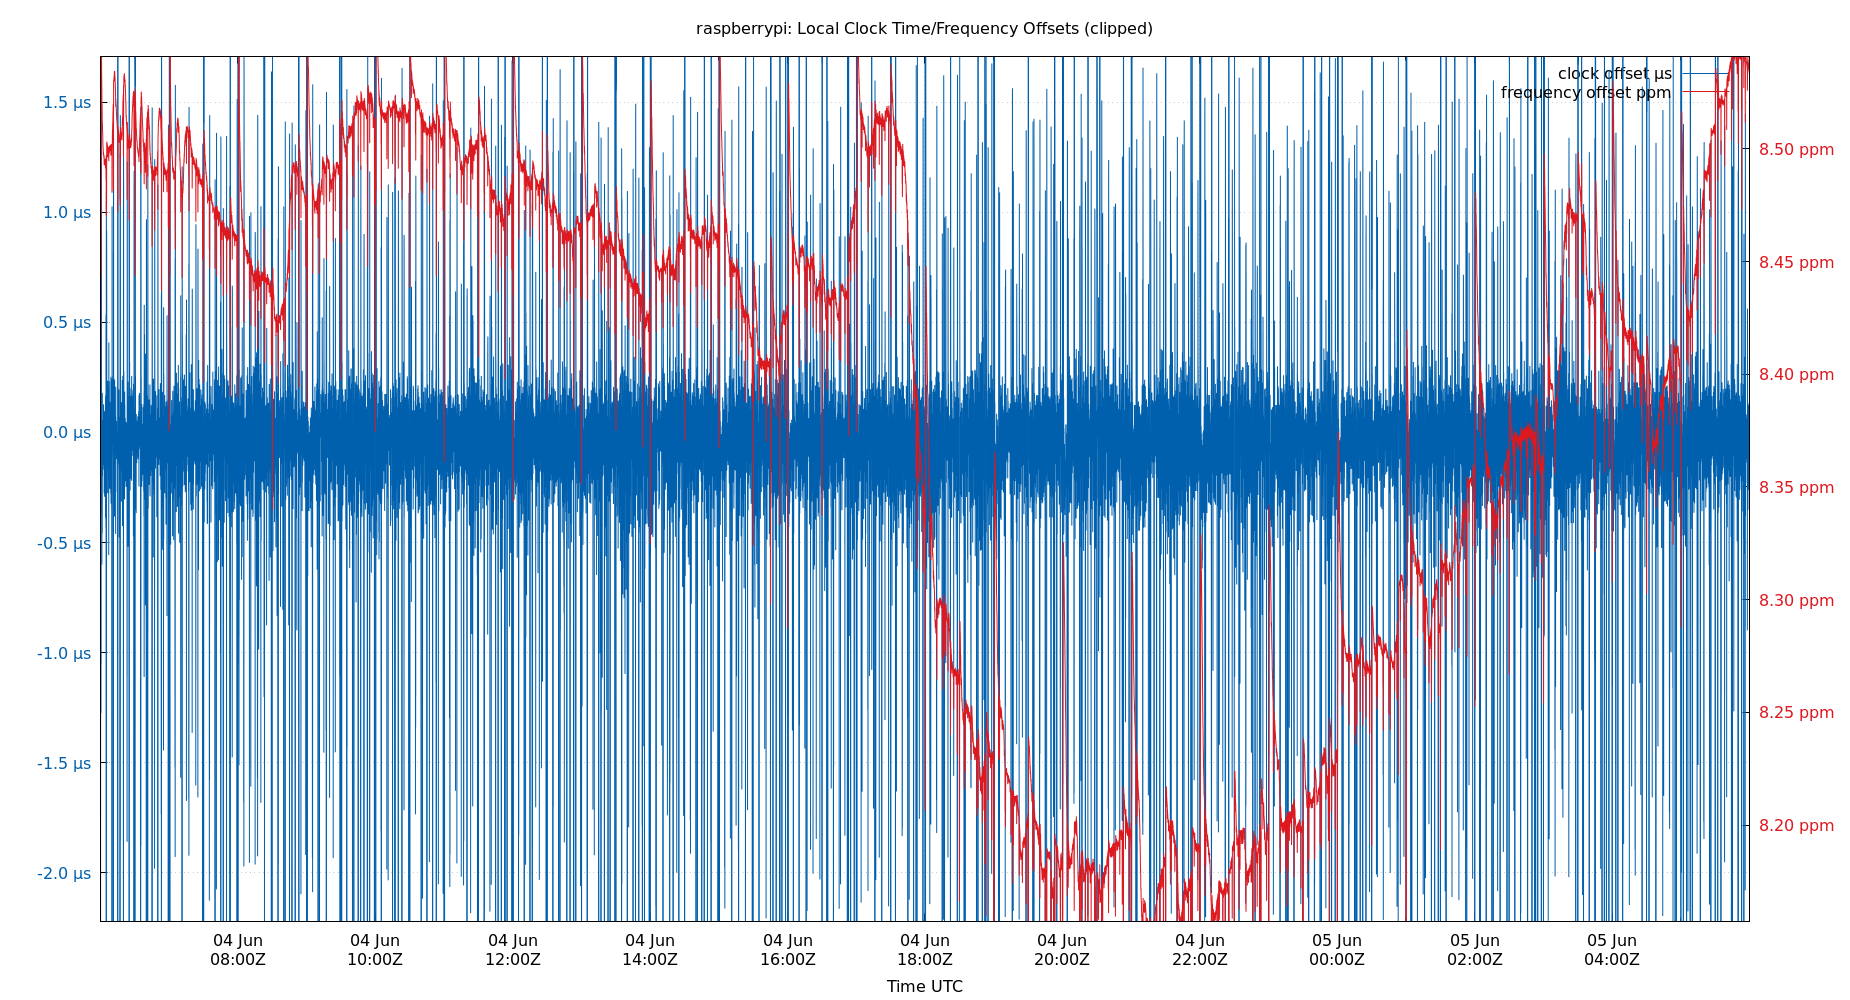 raspberrypi: Local Clock Time/Frequency Offsets (clipped)
clock offset µs
frequency offset ppm
1.5 µs
1.0 µs
0.5 µs
0.0 µs
-0.5 µs
-1.0 µs
-1.5 µs
-2.0 µs
8.50 ppm
8.45 ppm
8.40 ppm
8.35 ppm
8.30 ppm
8.25 ppm
8.20 ppm
04 Jun 04 Jun 04 Jun 04 Jun 04 Jun 04 Jun 04 Jun 04 Jun 05 Jun 05 Jun 05 Jun
08:00Z 10:00Z 12:00Z 14:00Z 16:00Z 18:00Z 20:00Z 22:00Z 00:00Z 02:00Z 04:00Z
Time UTC